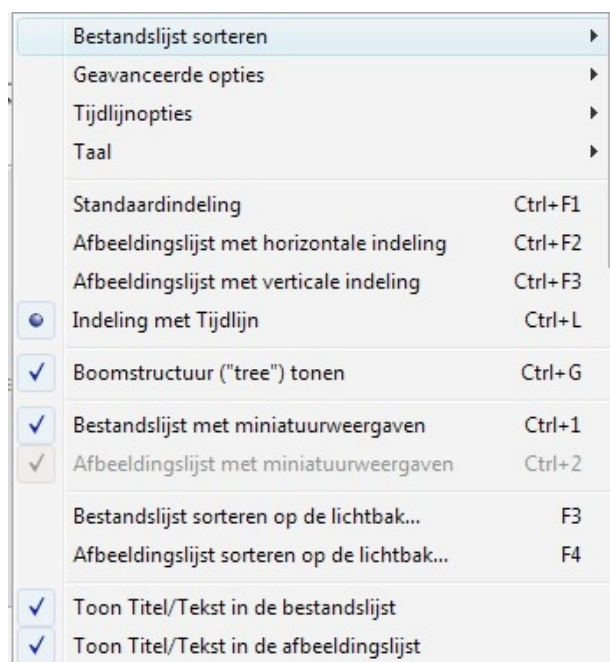 Bestandslijst sorteren
Geavanceerde opties
Tijdlijnopties
Taal
Standaardindeling Ctrl+F1
Afbeeldingslijst met horizontale indeling Ctrl+F2
Afbeeldingslijst met verticale indeling Ctrl+F3
Indeling met Tijdlijn Ctrl+L
Boomstructuur ("tree") tonen Ctrl+G
Bestandslijst met miniatuurweergaven Ctrl+1
Afbeeldingslijst met miniatuurweergaven Ctrl+2
Bestandslijst sorteren op de lichtbak... F3
Afbeeldingslijst sorteren op de lichtbak... F4
Toon Titel/Tekst in de bestandslijst
Toon Titel/Tekst in de afbeeldingslijst